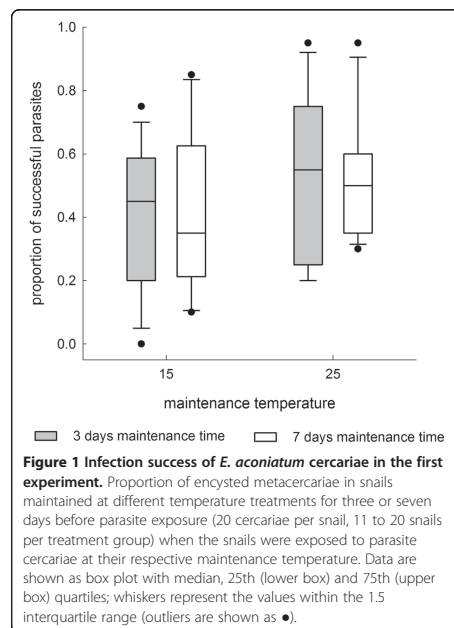 1.0
0.8
0.6
0.4
0.2
0.0
proportion of successful parasites
15 25
maintenance temperature
3 days maintenance time 7 days maintenance time
Figure 1 Infection success of E. aconiatum cercariae in the first
experiment. Proportion of encysted metacercariae in snails
maintained at different temperature treatments for three or seven
days before parasite exposure (20 cercariae per snail, 11 to 20 snails
per treatment group) when the snails were exposed to parasite
cercariae at their respective maintenance temperature. Data are
shown as box plot with median, 25th (lower box) and 75th (upper
box) quartiles; whiskers represent the values within the 1.5
interquartile range (outliers are shown as ●).